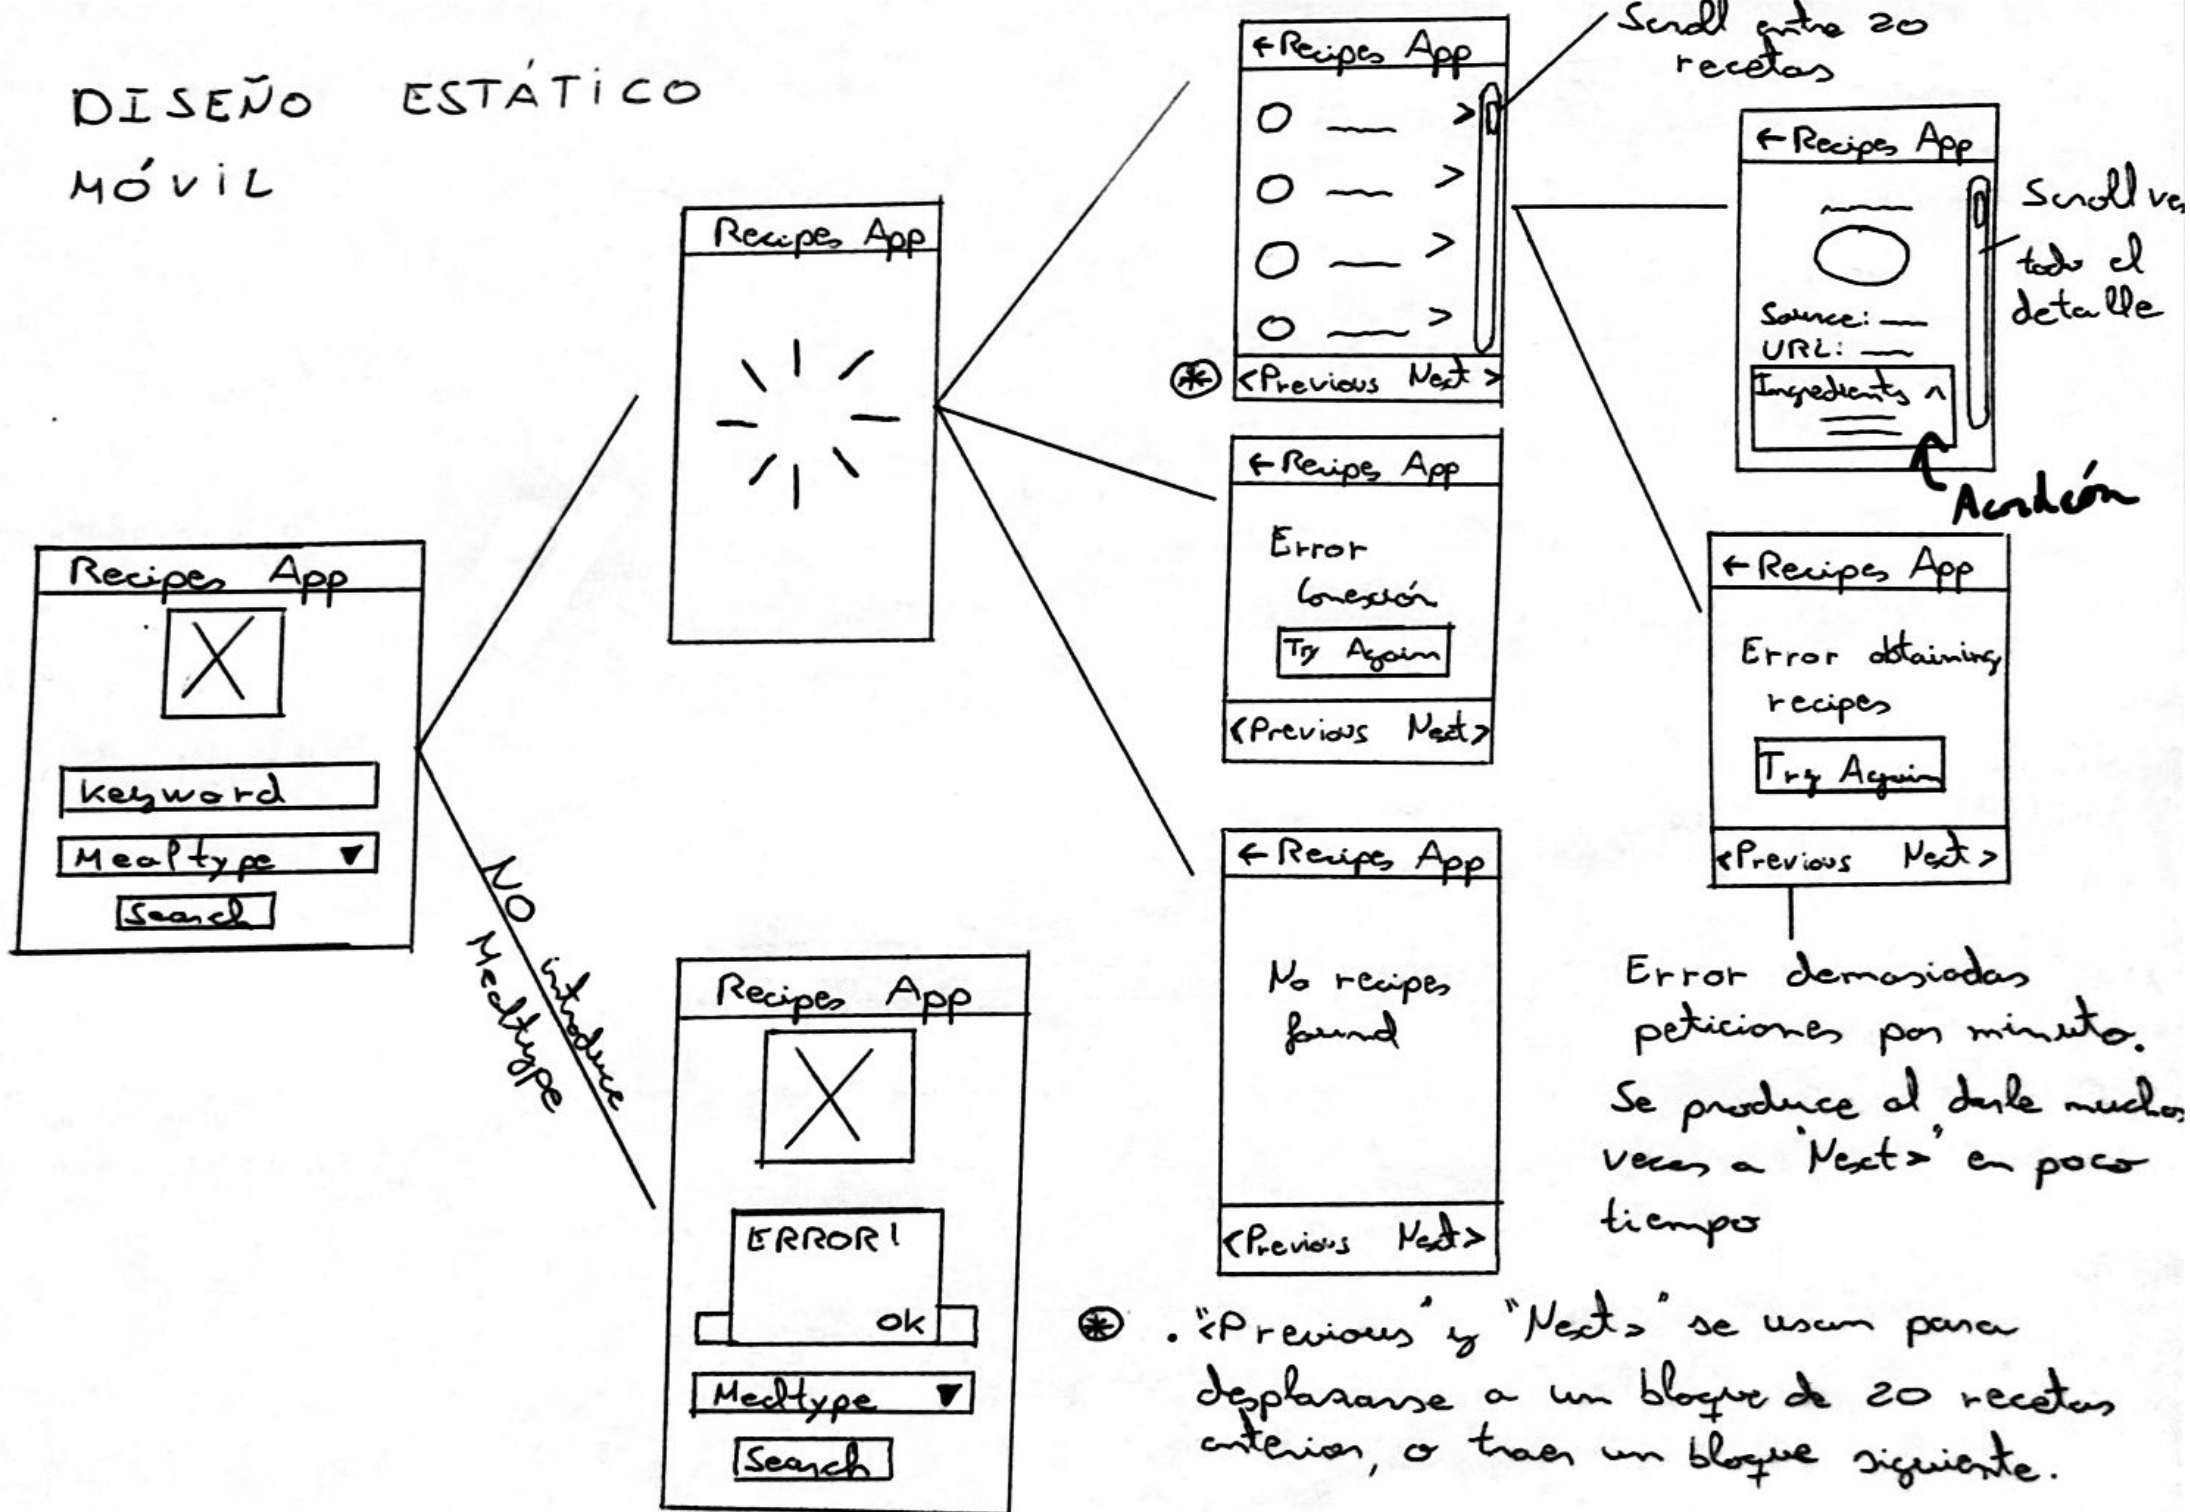 DISEÑO ESTÁTICO
MÓVIL
Recipes App
Keyword
Mealtype ▼
Search
NO introduce
Mealtype
Recipes App
Recipes App
ERROR!
OK
Mealtype ▼
Search
← Recipes App
>
>
>
>
⊛ <Previous Next >
Scroll entre 20
recetas
← Recipes App
Error
Conexión
Try Again
<Previous Next>
← Recipes App
No recipes
found
<Previous Next>
← Recipes App
Source:
URL:
Ingredients ^
Scroll
todo el
detalle
Acordeón
← Recipes App
Error obtaining
recipes
Try Again
<Previous Next>
Error demasiadas
peticiones por minuto.
Se produce al darle muchas
veces a "Next>" en poco
tiempo
⊛ . "<Previous" y "Next>" se usan para
desplazarse a un bloque de 20 recetas
anterior, o traer un bloque siguiente.